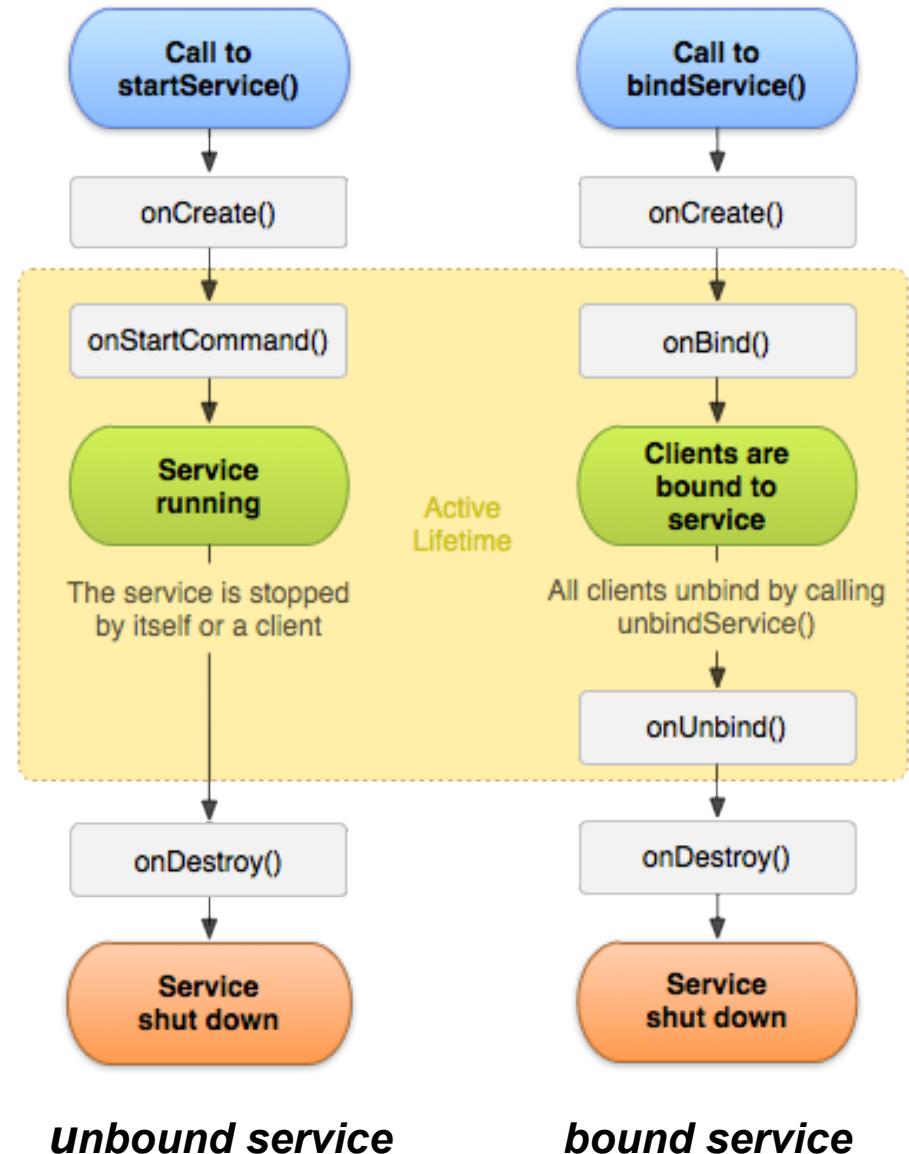 Call to
startService()
onCreate()
onStartCommand()
Service
running
The service is stopped
by itself or a client
onDestroy()
Service
shut down
unbound service
Active
Lifetime
Call to
bindService()
onCreate()
onBind()
Clients are
bound to
service
All clients unbind by calling
unbindService()
onUnbind()
onDestroy()
Service
shut down
bound service